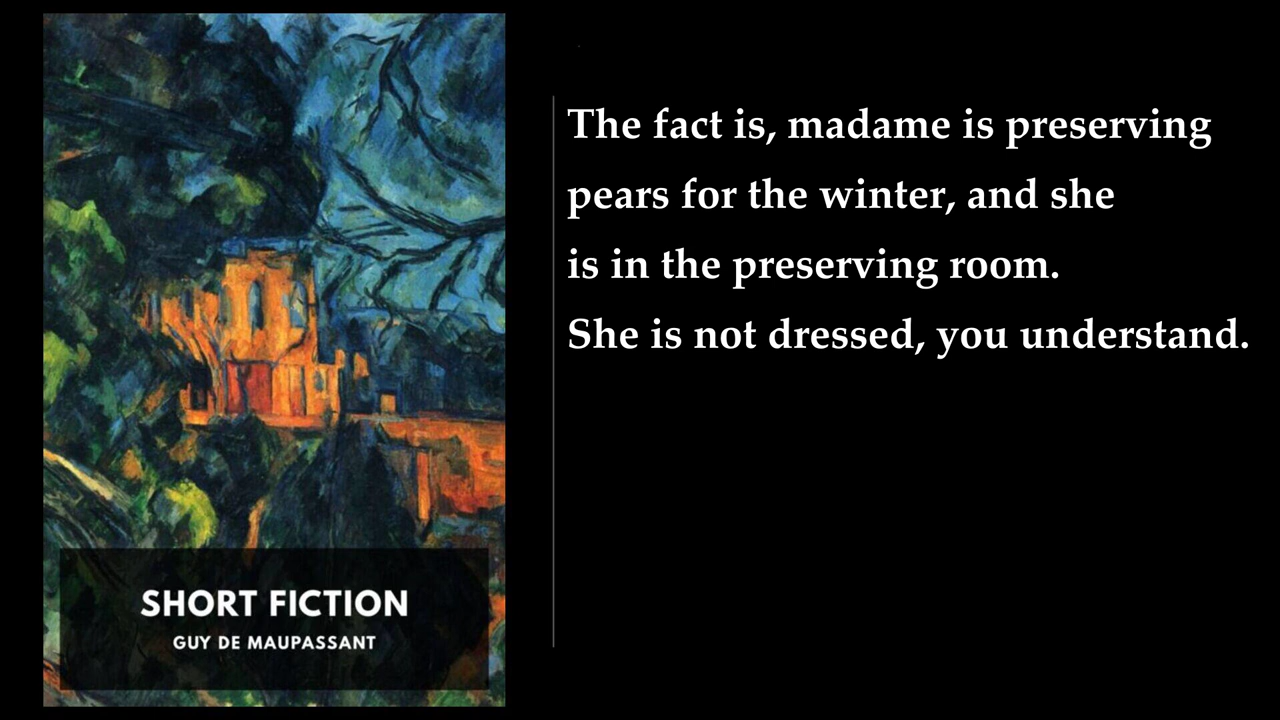 The fact is, madame is preserving
pears for the winter, and she
is in the preserving room.
She is not dressed, you understand.
SHORT FICTION
GUY DE MAUPASSANT